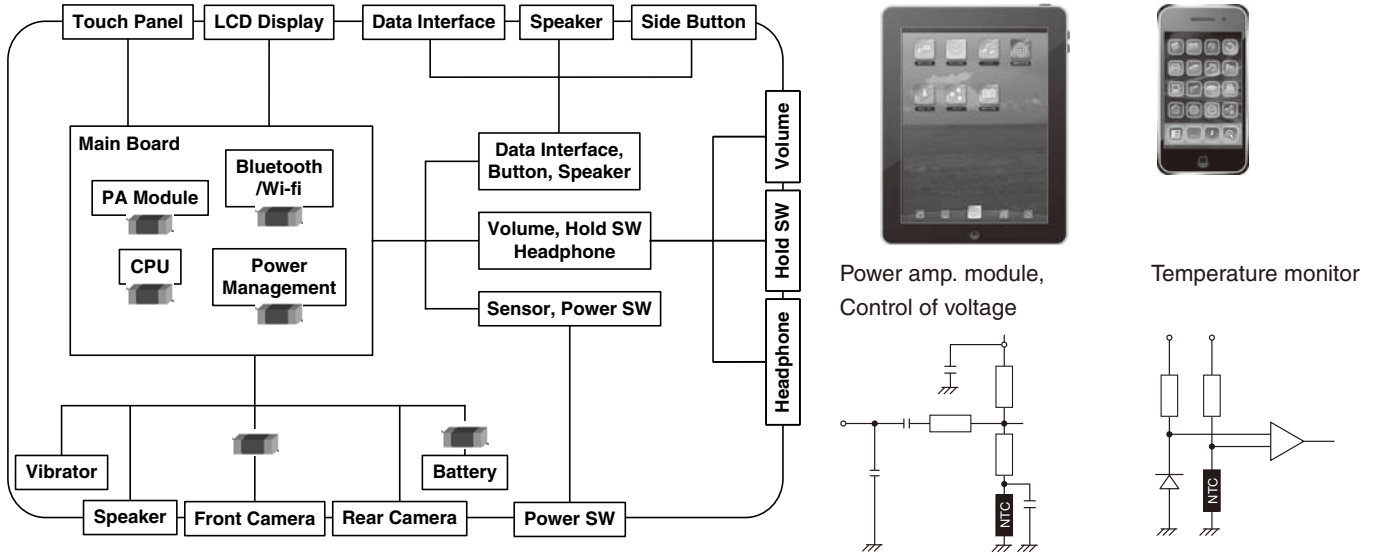 Touch Panel
LCD Display
Data Interface
Speaker
Side Button
Main Board
PA Module
Bluetooth
/Wi-fi
CPU
Power
Management
Data Interface,
Button, Speaker
Volume, Hold SW
Headphone
Sensor, Power SW
Volume
Hold SW
Headphone
Vibrator
Battery
Speaker
Front Camera
Rear Camera
Power SW
Power amp. module,
Control of voltage
NTC
Temperature monitor
NTC